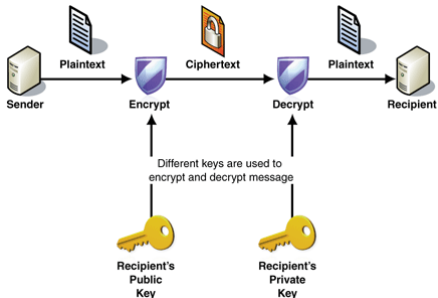 Plaintext
Ciphertext
Plaintext
Sender
Encrypt
Decrypt
Recipient
Different keys are used to
encrypt and decrypt message
Recipient's
Public
Key
Recipient's
Private
Key